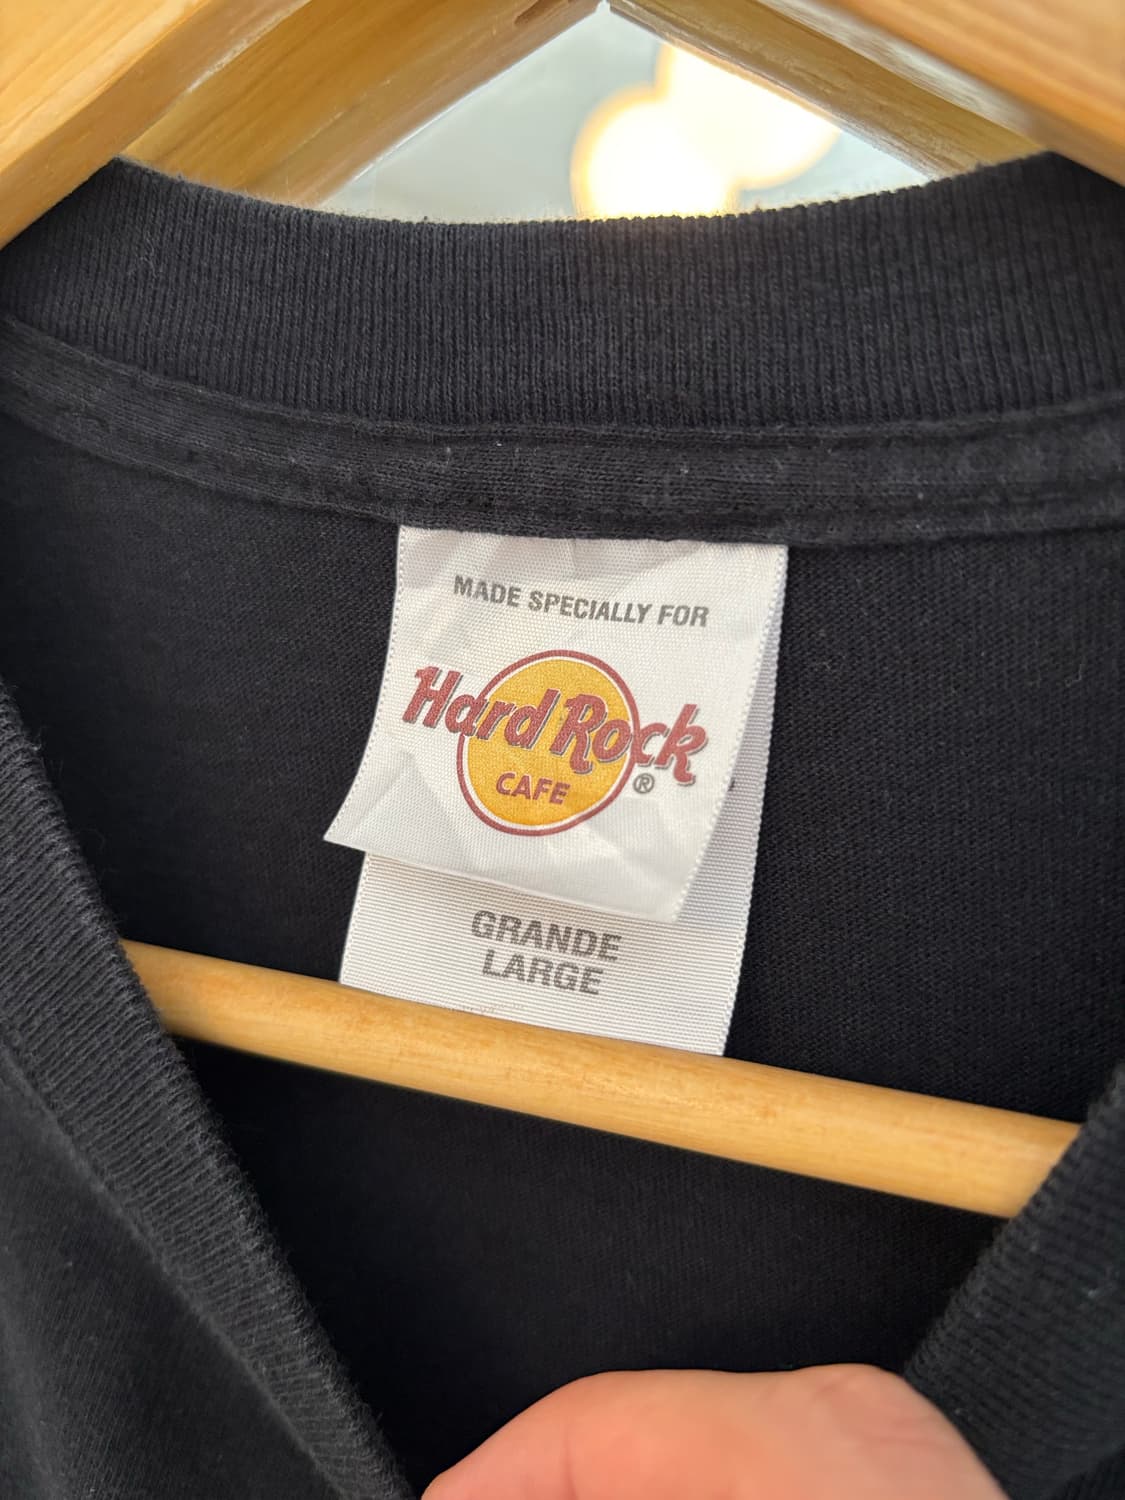 MADE SPECIALLY FOR
Hard Rock
CAFE
®
GRANDE
LARGE